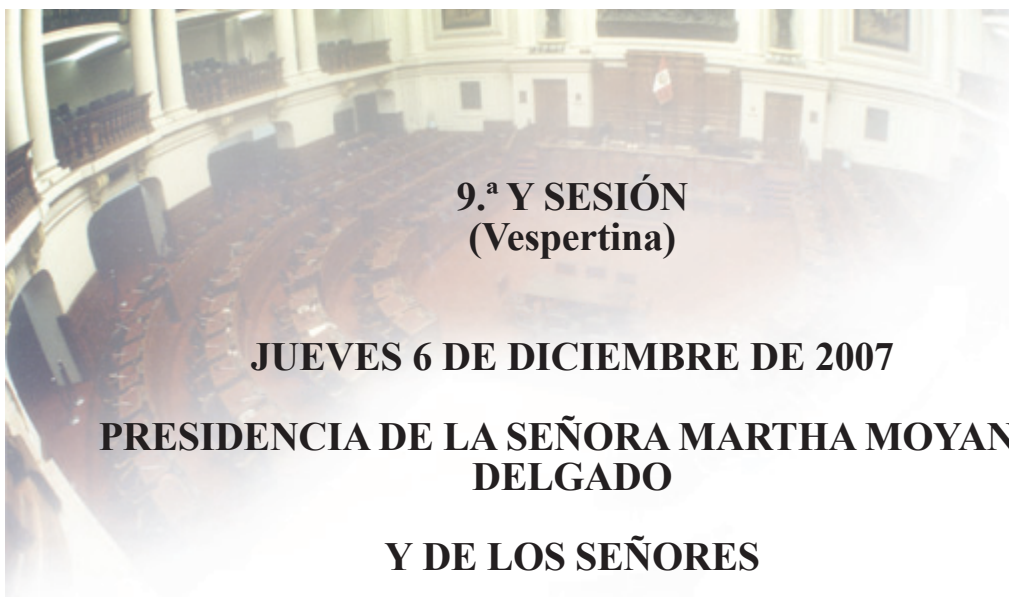 9.ª Y SESIÓN
(Vespertina)
JUEVES 6 DE DICIEMBRE DE 2007
PRESIDENCIA DE LA SEÑORA MARTHA MOYAN
DELGADO
Y DE LOS SEÑORES